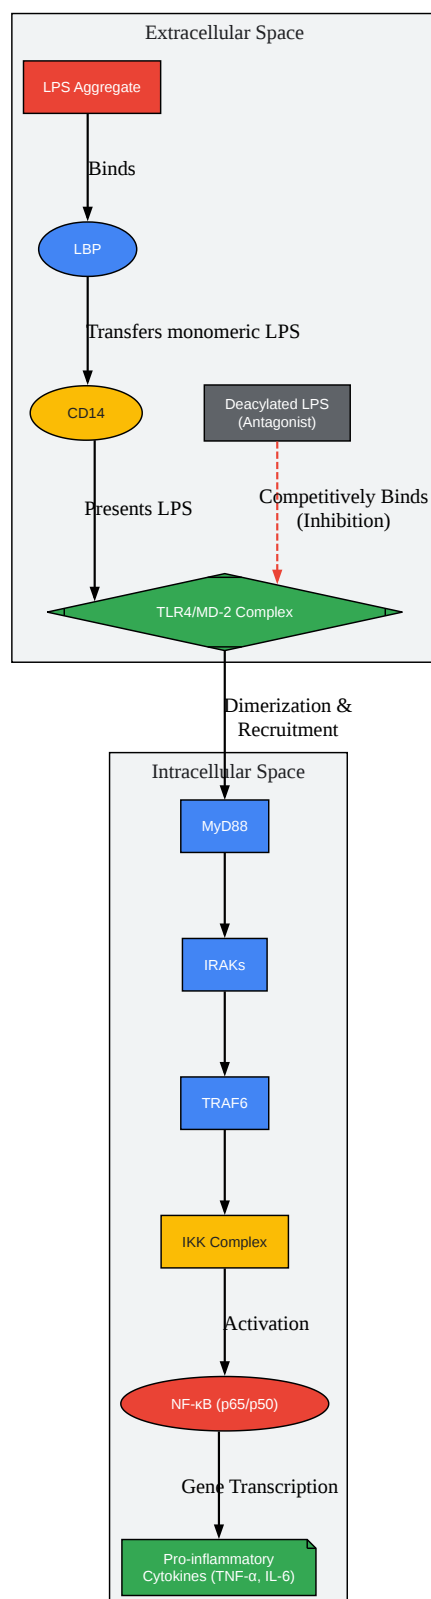 Extracellular Space
LPS Aggregate
Binds
LBP
Transfers monomeric LPS
CD14
Deacylated LPS
(Antagonist)
Presents LPS
Competitively Binds
(Inhibition)
TLR4/MD-2 Complex
Dimerization &
Recruitment
Intracellular Space
MyD88
IRAKs
TRAF6
IKK Complex
Activation
NF-κB (p65/p50)
Gene Transcription
Pro-inflammatory
Cytokines (TNF-α, IL-6)